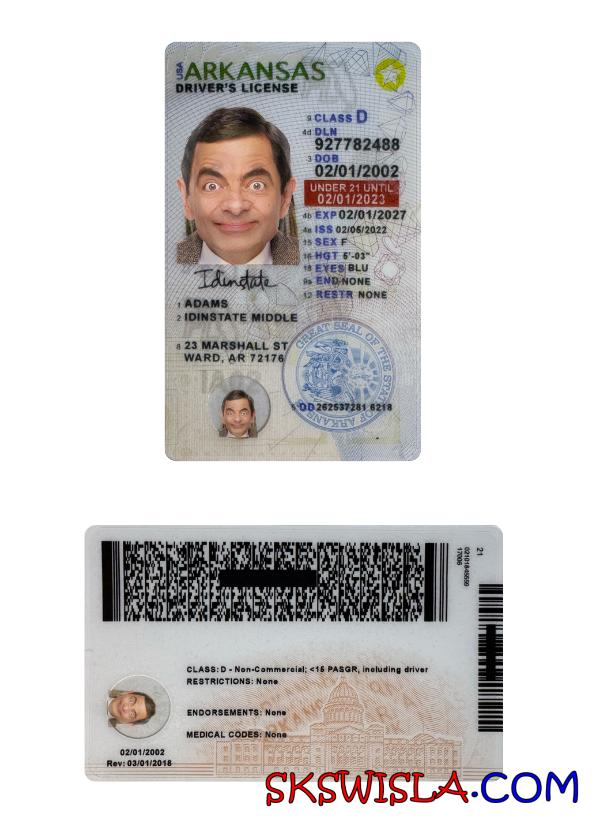 USA ARKANSAS
DRIVER'S LICENSE
9 CLASS D
4d DLN
927782488
3 DOB
02/01/2002
UNDER 21 UNTIL
02/01/2023
4b EXP 02/01/2027
4a ISS 02/05/2022
15 SEX F
16 HGT 5'-03"
18 EYES BLU
9a END NONE
12 RESTR NONE
Idinstate
1 ADAMS
2 IDINSTATE MIDDLE
8 23 MARSHALL ST
WARD, AR 72176
GREAT SEAL OF THE STATE OF ARKANSAS
5 DD 262537281 6218
21
02101845559
17006
CLASS: D - Non-Commercial; <15 PASGR, including driver
RESTRICTIONS: None
ENDORSEMENTS: None
MEDICAL CODES: None
02/01/2002
Rev: 03/01/2018
SKSWISLA.COM